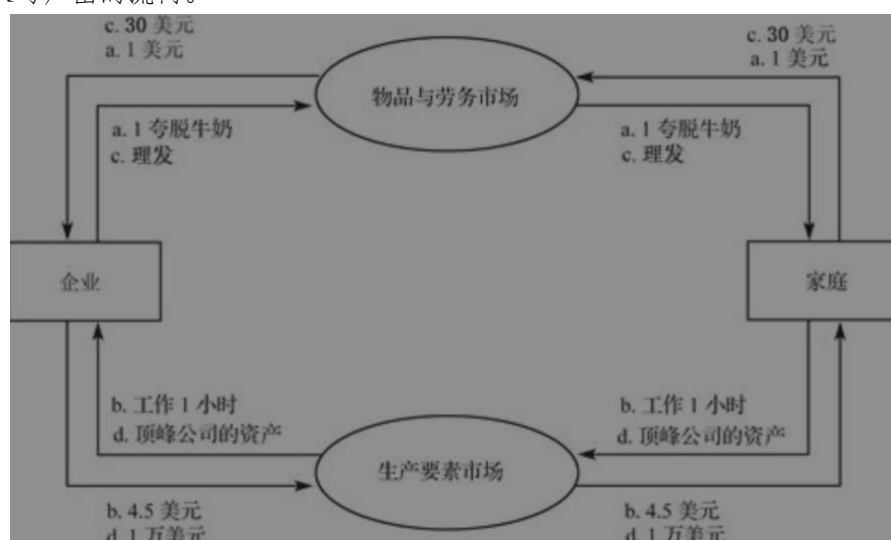 c. 30 美元
a. 1 美元
c. 30 美元
a. 1 美元
物品与劳务市场
a. 1 夸脱牛奶
c. 理发
a. 1 夸脱牛奶
c. 理发
企业
家庭
b. 工作 1 小时
d. 顶峰公司的资产
b. 工作 1 小时
d. 顶峰公司的资产
生产要素市场
b. 4.5 美元
d. 1 万美元
b. 4.5 美元
d. 1 万美元